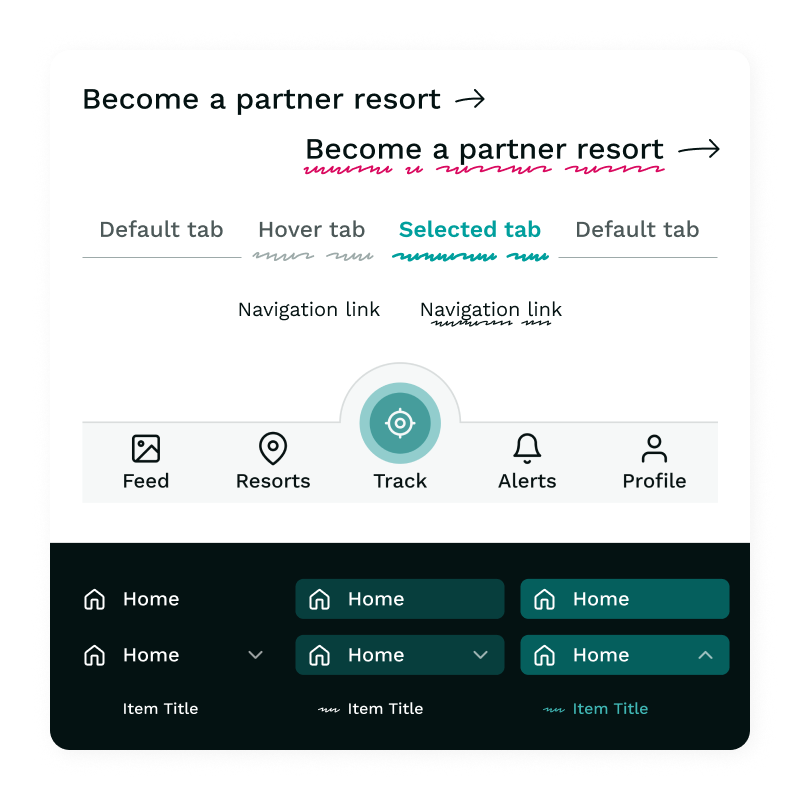 Become a partner resort
Become a partner resort
Default tab Hover tab Selected tab Default tab
Navigation link Navigation link
Feed Resorts Track Alerts Profile
Home Home Home
Home Home Home
Item Title Item Title Item Title